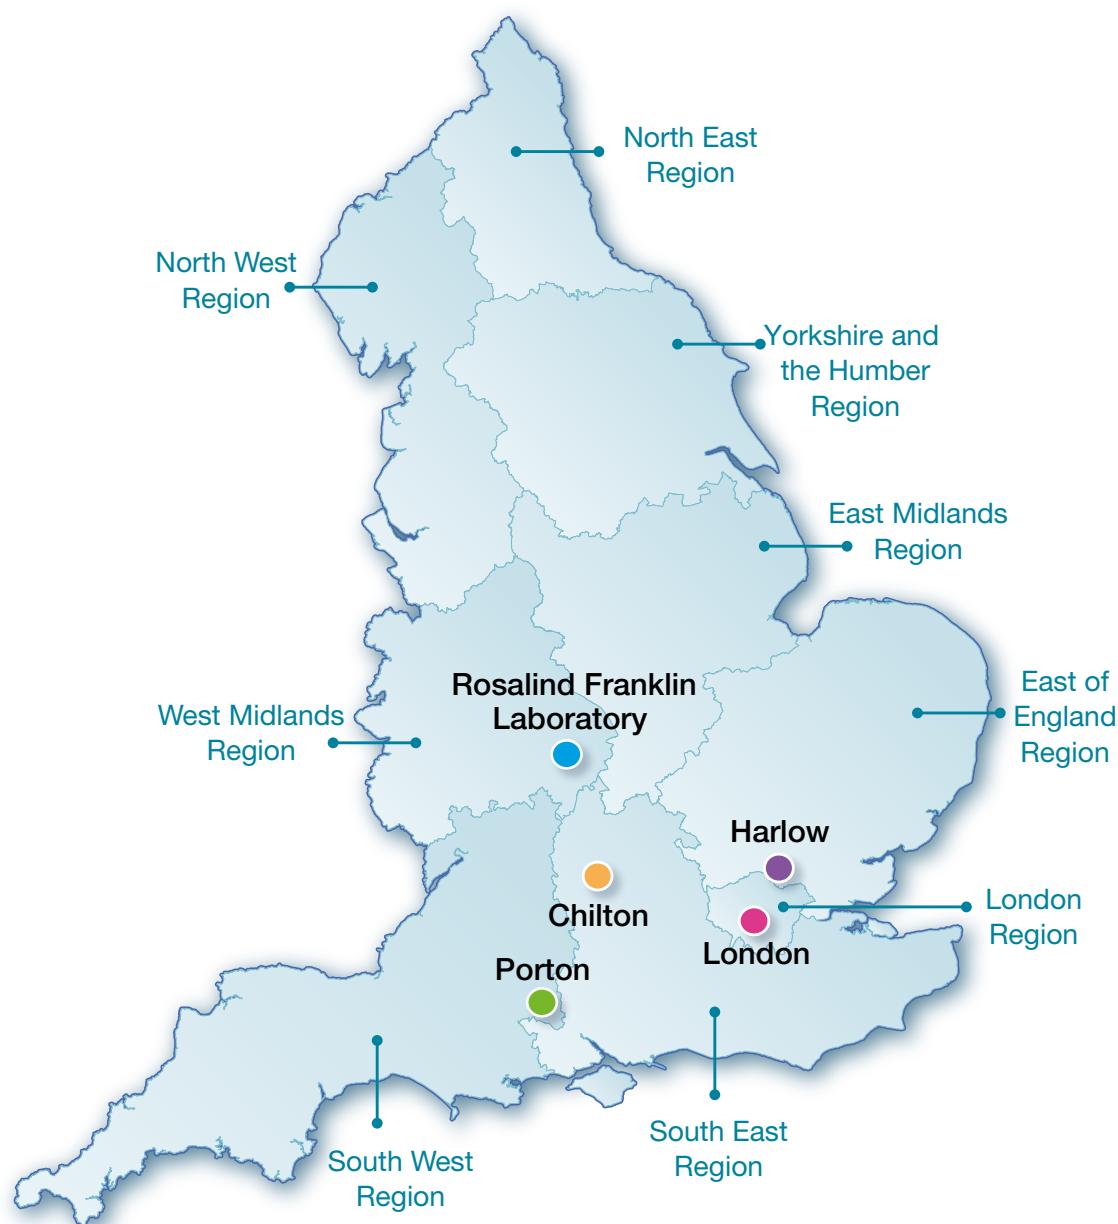 North East
Region
North West
Region
Yorkshire and
the Humber
Region
East Midlands
Region
Rosalind Franklin
Laboratory
East of
England
Region
West Midlands
Region
Harlow
Chilton
London
Region
London
Porton
South East
Region
South West
Region